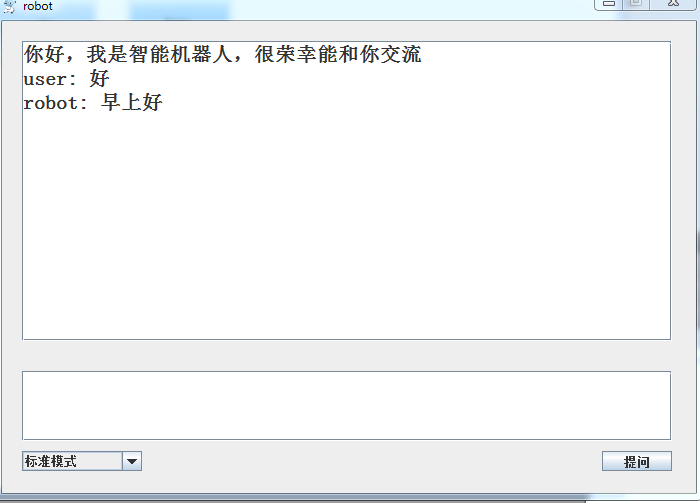 robot
你好，我是智能机器人，很荣幸能和你交流
user: 好
robot: 早上好
标准模式
提问